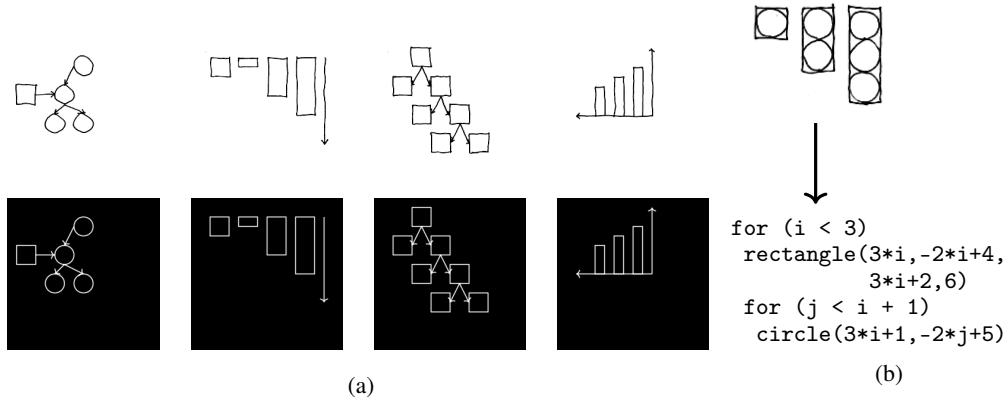 for (i < 3)
rectangle(3*i,-2*i+4,
3*i+2,6)
for (j < i + 1)
circle(3*i+1,-2*j+5)
(a)
(b)